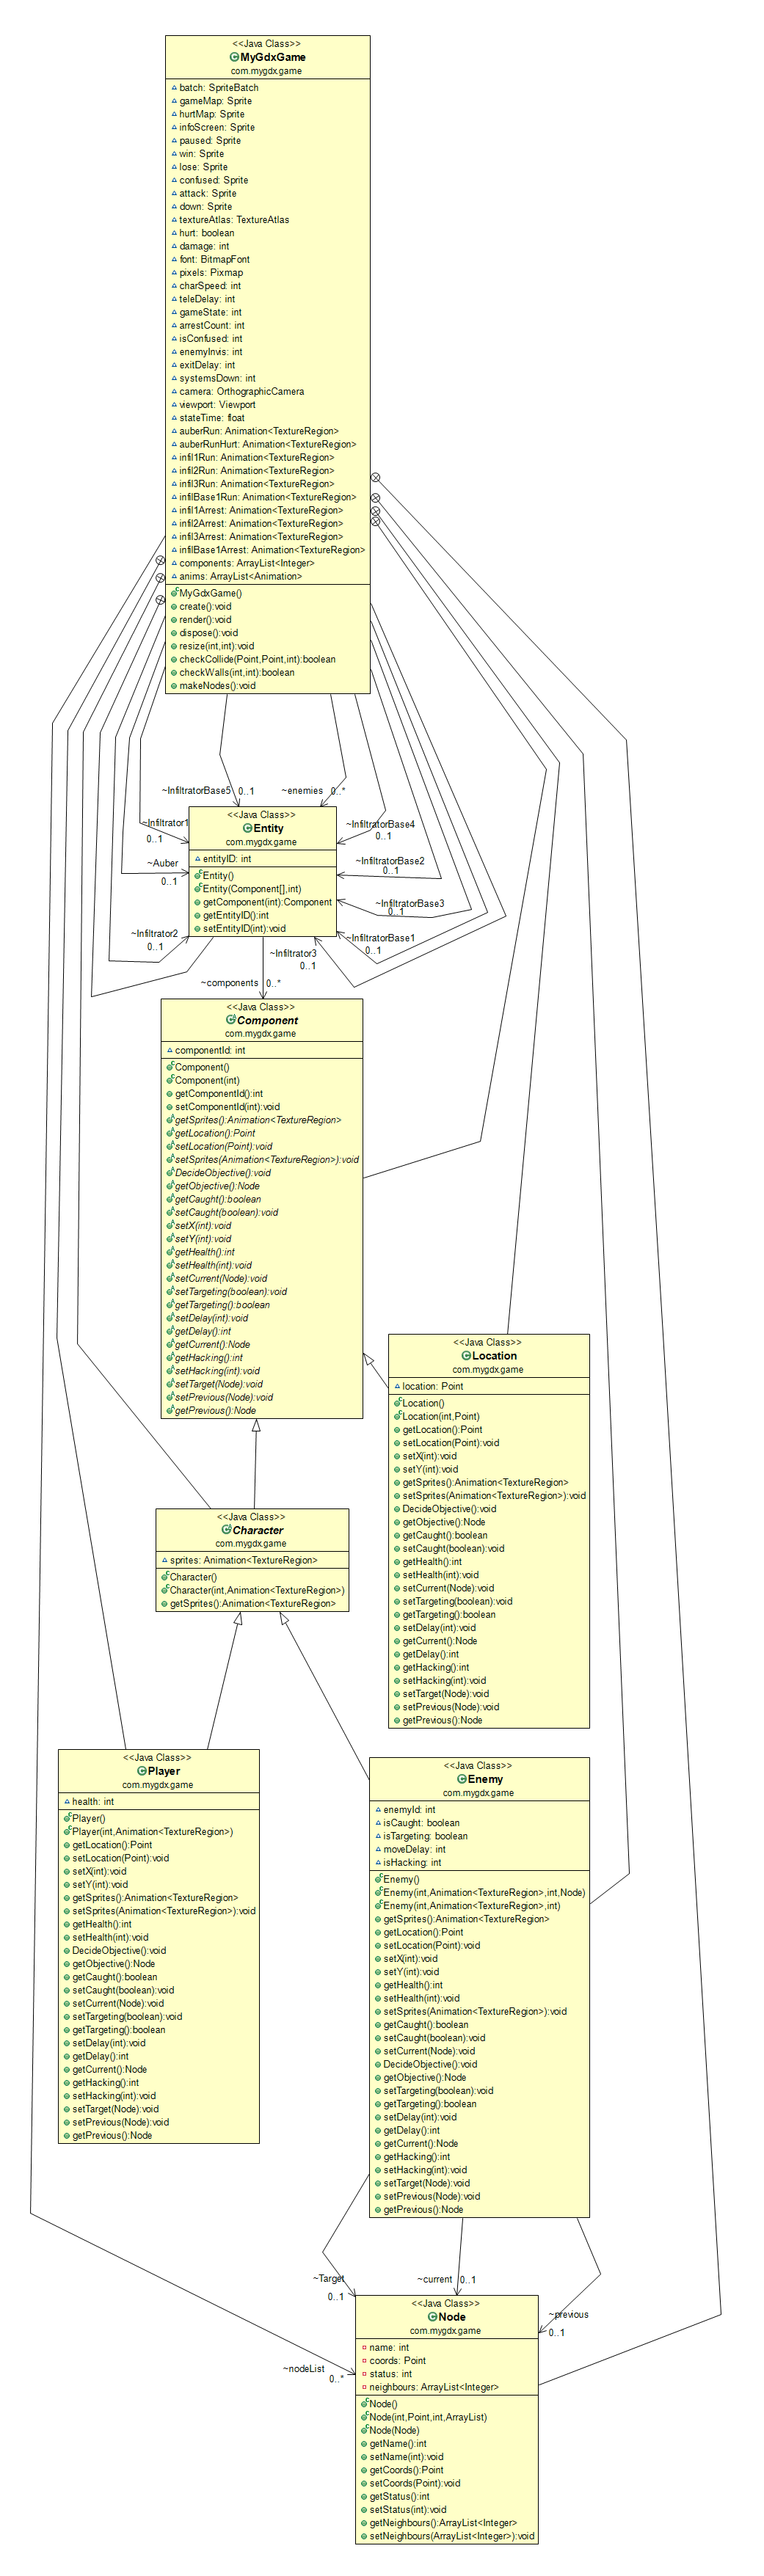 <<Java Class>>
MyGdxGame
com.mygdx.game
batch: SpriteBatch
gameMap: Sprite
hurtMap: Sprite
infoScreen: Sprite
paused: Sprite
win: Sprite
lose: Sprite
confused: Sprite
attack: Sprite
down: Sprite
textureAtlas: TextureAtlas
hurt: boolean
damage: int
font: BitmapFont
pixels: Pixmap
charSpeed: int
teleDelay: int
gameState: int
arrestCount: int
isConfused: int
enemyInvis: int
exitDelay: int
systemsDown: int
camera: OrthographicCamera
viewport: Viewport
stateTime: float
auberRun: Animation<TextureRegion>
auberRunHurt: Animation<TextureRegion>
infil1Run: Animation<TextureRegion>
infil2Run: Animation<TextureRegion>
infil3Run: Animation<TextureRegion>
infilBase1Run: Animation<TextureRegion>
infil1Arrest: Animation<TextureRegion>
infil2Arrest: Animation<TextureRegion>
infil3Arrest: Animation<TextureRegion>
infilBase1Arrest: Animation<TextureRegion>
components: ArrayList<Integer>
anims: ArrayList<Animation>
MyGdxGame()
create():void
render():void
dispose():void
resize(int,int):void
checkCollide(Point,Point,int):boolean
checkWalls(int,int):boolean
makeNodes():void
~InfiltratorBase5 0..1
~enemies 0..*
~Infiltrator1
0..1
~InfiltratorBase4
0..1
~Auber
0..1
~InfiltratorBase2
0..1
~InfiltratorBase3
0..1
~Infiltrator2
0..1
~InfiltratorBase1
0..1
~Infiltrator3
0..1
<<Java Class>>
Entity
com.mygdx.game
entityID: int
Entity()
Entity(Component[],int)
getComponent(int):Component
getEntityID():int
setEntityID(int):void
~components 0..*
<<Java Class>>
Component
com.mygdx.game
componentId: int
Component()
Component(int)
getComponentId():int
setComponentId(int):void
getSprites():Animation<TextureRegion>
getLocation():Point
setLocation(Point):void
setSprites(Animation<TextureRegion>):void
DecideObjective():void
getObjective():Node
getCaught():boolean
setCaught(boolean):void
setX(int):void
setY(int):void
getHealth():int
setHealth(int):void
setCurrent(Node):void
setTargeting(boolean):void
getTargeting():boolean
setDelay(int):void
getDelay():int
getCurrent():Node
getHacking():int
setHacking(int):void
setTarget(Node):void
setPrevious(Node):void
getPrevious():Node
<<Java Class>>
Location
com.mygdx.game
location: Point
Location()
Location(int,Point)
getLocation():Point
setLocation(Point):void
setX(int):void
setY(int):void
getSprites():Animation<TextureRegion>
setSprites(Animation<TextureRegion>):void
DecideObjective():void
getObjective():Node
getCaught():boolean
setCaught(boolean):void
getHealth():int
setHealth(int):void
setCurrent(Node):void
setTargeting(boolean):void
getTargeting():boolean
setDelay(int):void
getCurrent():Node
getDelay():int
getHacking():int
setHacking(int):void
setTarget(Node):void
setPrevious(Node):void
getPrevious():Node
<<Java Class>>
Character
com.mygdx.game
sprites: Animation<TextureRegion>
Character()
Character(int,Animation<TextureRegion>)
getSprites():Animation<TextureRegion>
<<Java Class>>
Player
com.mygdx.game
health: int
Player()
Player(int,Animation<TextureRegion>)
getLocation():Point
setLocation(Point):void
setX(int):void
setY(int):void
getSprites():Animation<TextureRegion>
setSprites(Animation<TextureRegion>):void
getHealth():int
setHealth(int):void
DecideObjective():void
getObjective():Node
getCaught():boolean
setCaught(boolean):void
setCurrent(Node):void
setTargeting(boolean):void
getTargeting():boolean
setDelay(int):void
getDelay():int
getCurrent():Node
getHacking():int
setHacking(int):void
setTarget(Node):void
setPrevious(Node):void
getPrevious():Node
<<Java Class>>
Enemy
com.mygdx.game
enemyId: int
isCaught: boolean
isTargeting: boolean
moveDelay: int
isHacking: int
Enemy()
Enemy(int,Animation<TextureRegion>,int,Node)
Enemy(int,Animation<TextureRegion>,int)
getSprites():Animation<TextureRegion>
getLocation():Point
setLocation(Point):void
setX(int):void
setY(int):void
getHealth():int
setHealth(int):void
setSprites(Animation<TextureRegion>):void
getCaught():boolean
setCaught(boolean):void
setCurrent(Node):void
DecideObjective():void
getObjective():Node
setTargeting(boolean):void
getTargeting():boolean
setDelay(int):void
getDelay():int
getCurrent():Node
getHacking():int
setHacking(int):void
setTarget(Node):void
setPrevious(Node):void
getPrevious():Node
~Target
0..1
~current 0..1
~previous
0..1
~nodeList
0..*
<<Java Class>>
Node
com.mygdx.game
name: int
coords: Point
status: int
neighbours: ArrayList<Integer>
Node()
Node(int,Point,int,ArrayList)
Node(Node)
getName():int
setName(int):void
getCoords():Point
setCoords(Point):void
getStatus():int
setStatus(int):void
getNeighbours():ArrayList<Integer>
setNeighbours(ArrayList<Integer>):void